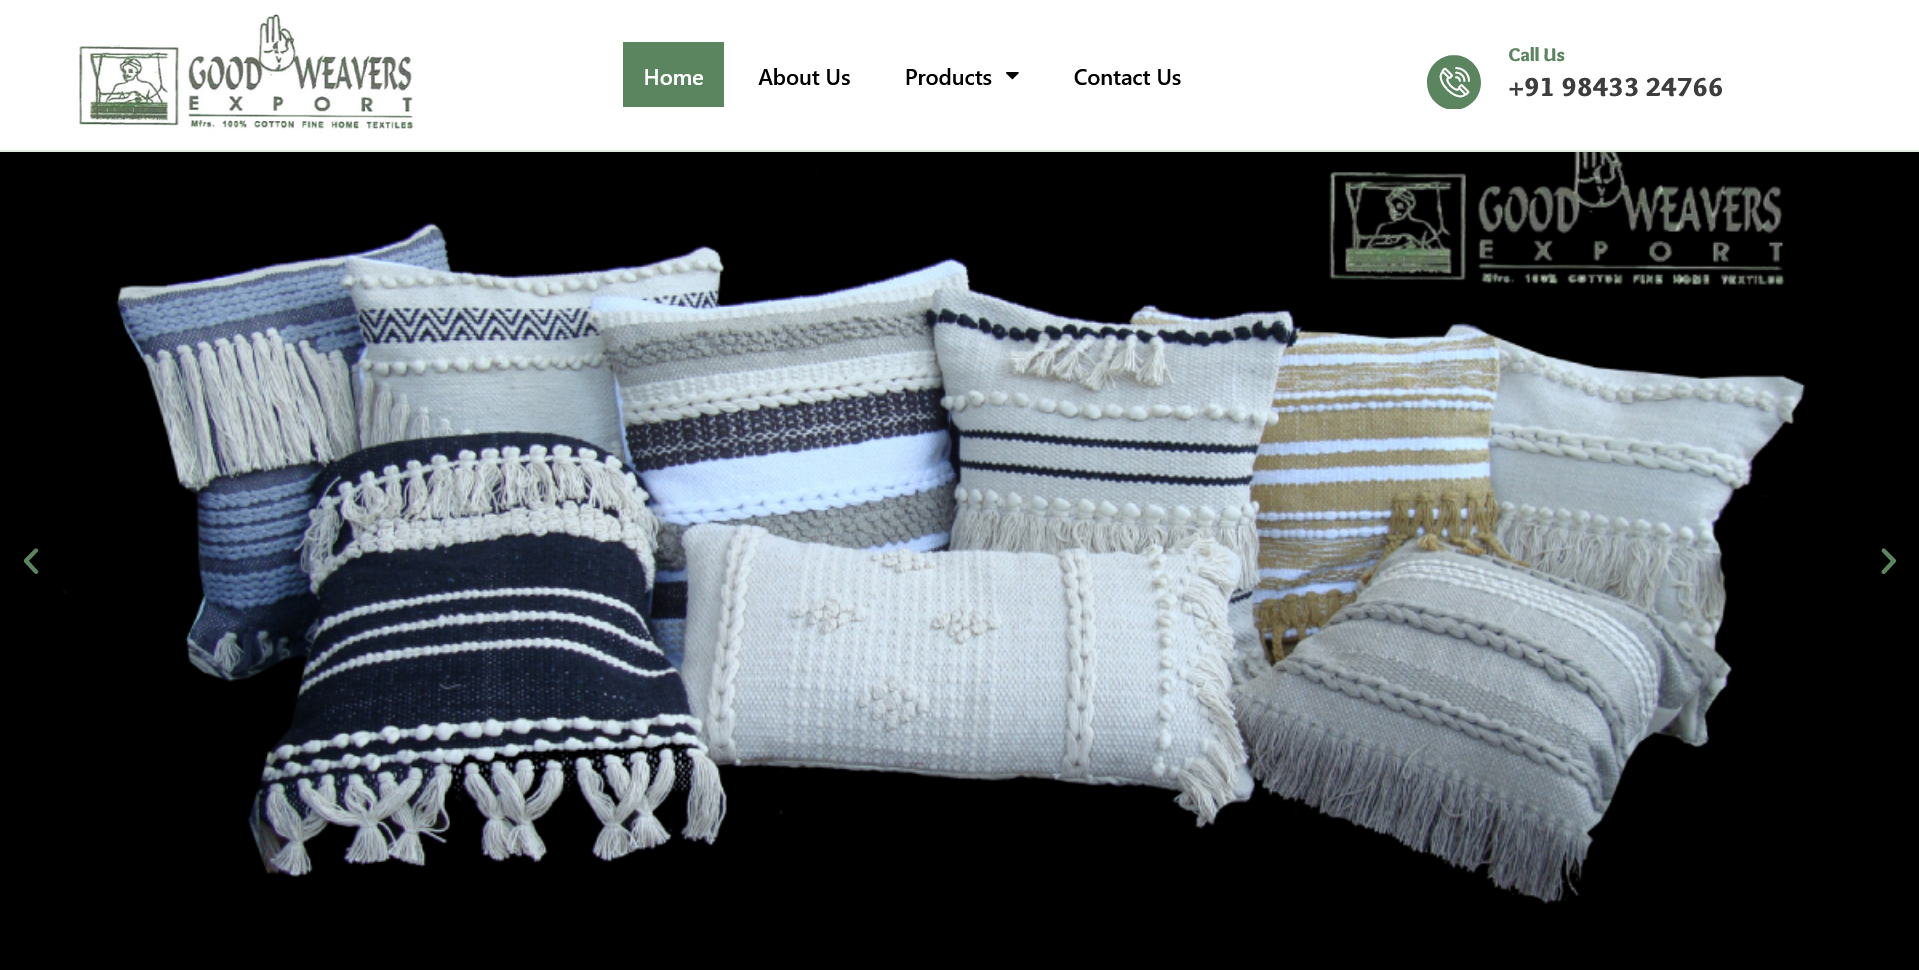 GOOD WEAVERS
EXPORT
Mfrs. 100% COTTON FINE HOME TEXTILES
Home
About Us
Products
Contact Us
Call Us
+91 98433 24766
GOOD WEAVERS
EXPORT
Mfrs. 100% COTTON FINE HOME TEXTILES